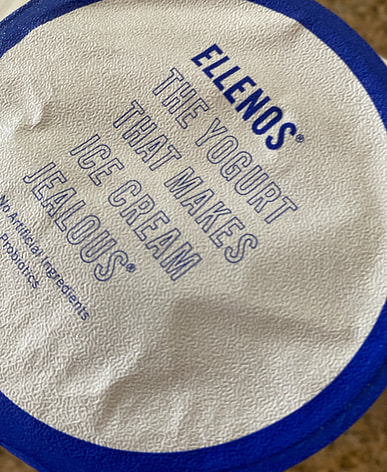 ELLENOS®
THE YOGURT
THAT MAKES
ICE CREAM
JEALOUS®
No Artificial Ingredients
Probiotics